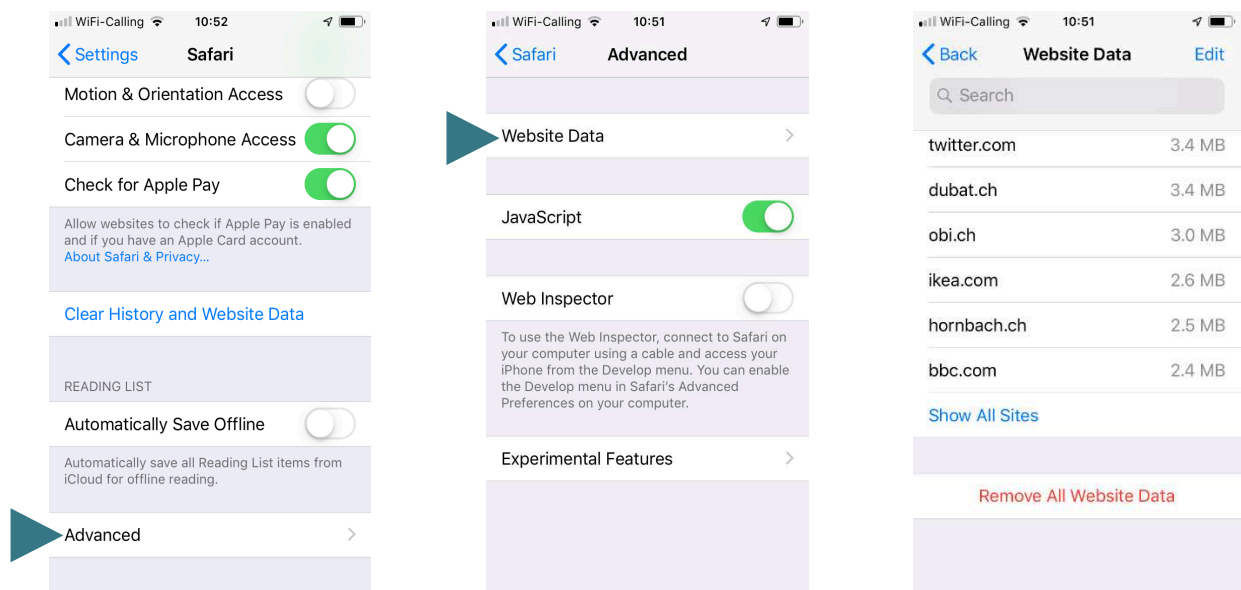 WiFi-Calling 10:52
Settings Safari
Motion & Orientation Access
Camera & Microphone Access
Check for Apple Pay
Allow websites to check if Apple Pay is enabled
and if you have an Apple Card account.
About Safari & Privacy...
Clear History and Website Data
READING LIST
Automatically Save Offline
Automatically save all Reading List items from
iCloud for offline reading.
Advanced
WiFi-Calling 10:51
Safari Advanced
Website Data
JavaScript
Web Inspector
To use the Web Inspector, connect to Safari on
your computer using a cable and access your
iPhone from the Develop menu. You can enable
the Develop menu in Safari's Advanced
Preferences on your computer.
Experimental Features
WiFi-Calling 10:51
Back Website Data Edit
Search
twitter.com 3.4 MB
dubat.ch 3.4 MB
obi.ch 3.0 MB
ikea.com 2.6 MB
hornbach.ch 2.5 MB
bbc.com 2.4 MB
Show All Sites
Remove All Website Data